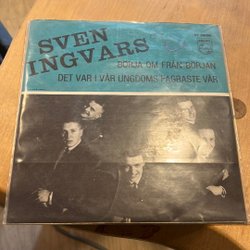 SVEN
INGVARS
BÖRJA OM FRÅN BÖRJAN
DET VAR I VÅR UNGDOMS FAGRASTE VÅR